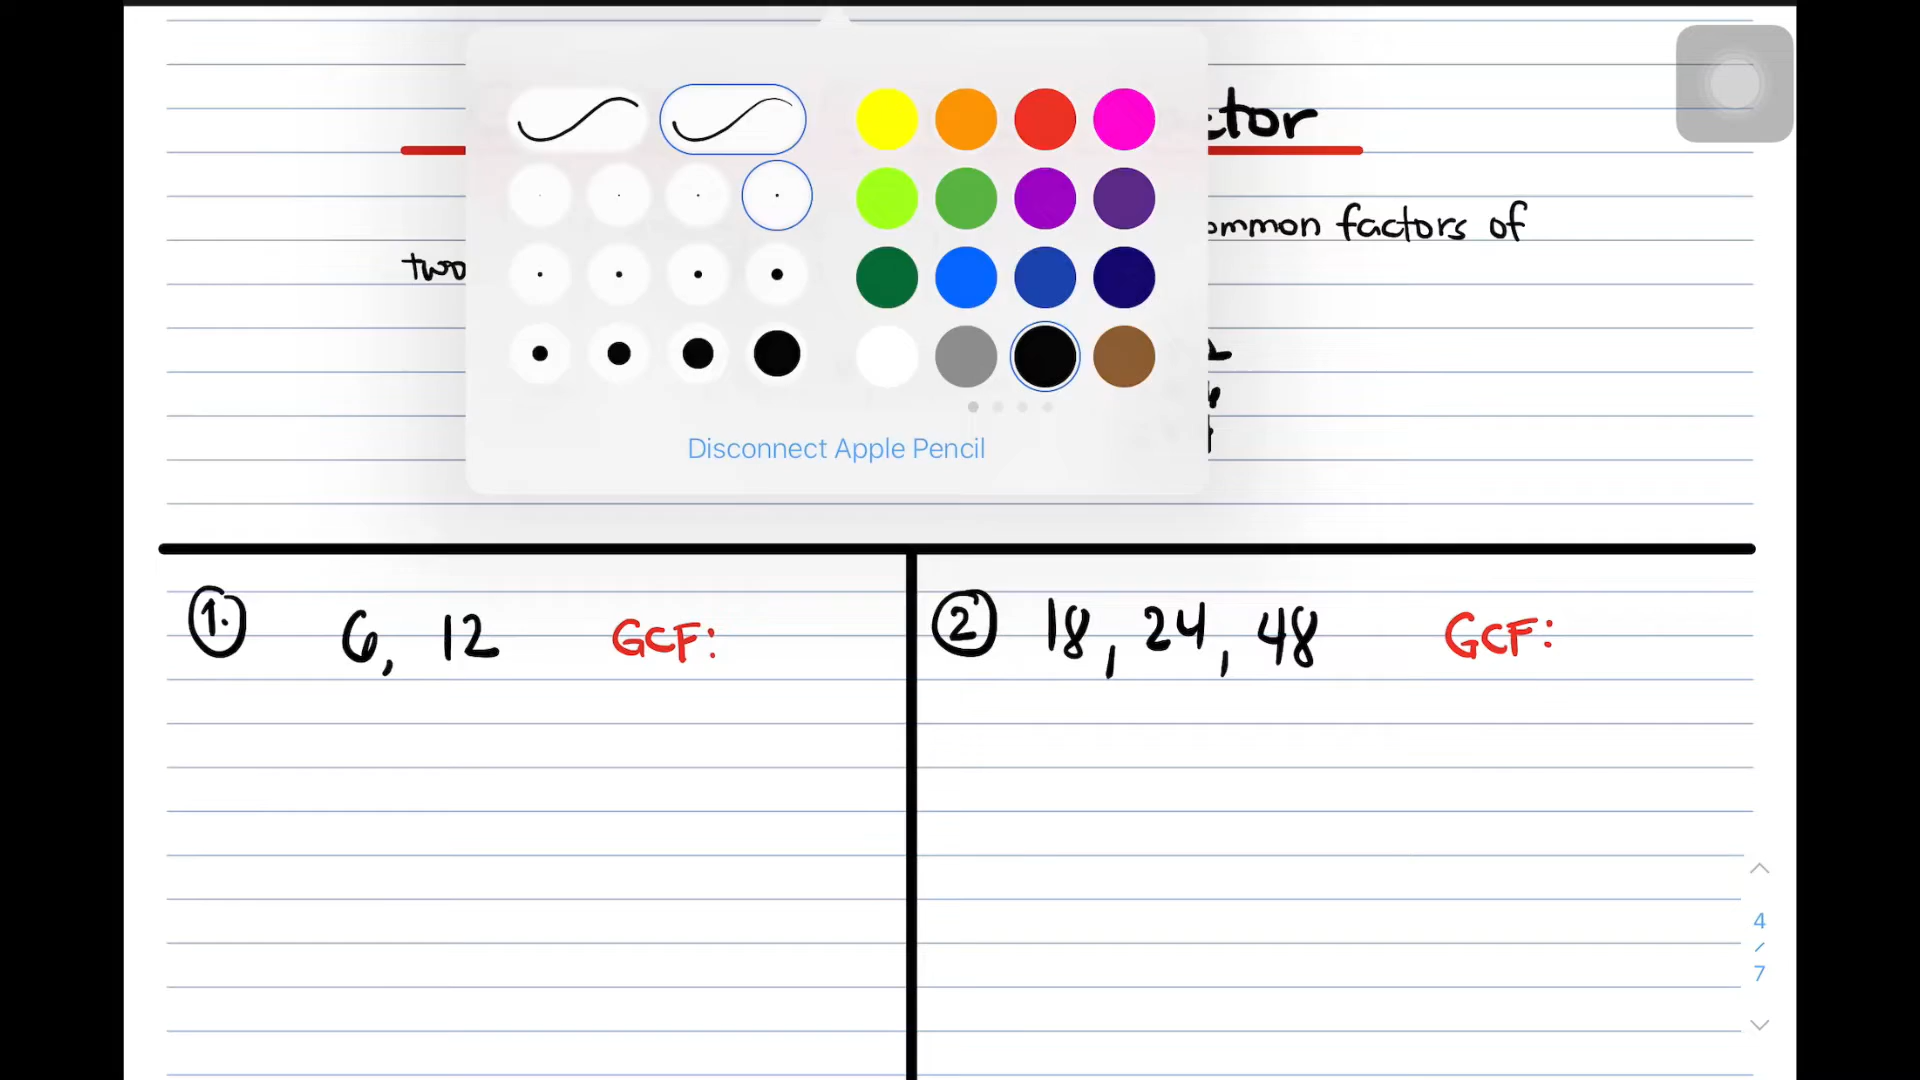 ctor
ommon factors of
two
Disconnect Apple Pencil
1. 6, 12 GCF:
2 18, 24, 48 GCF:
4
/
7